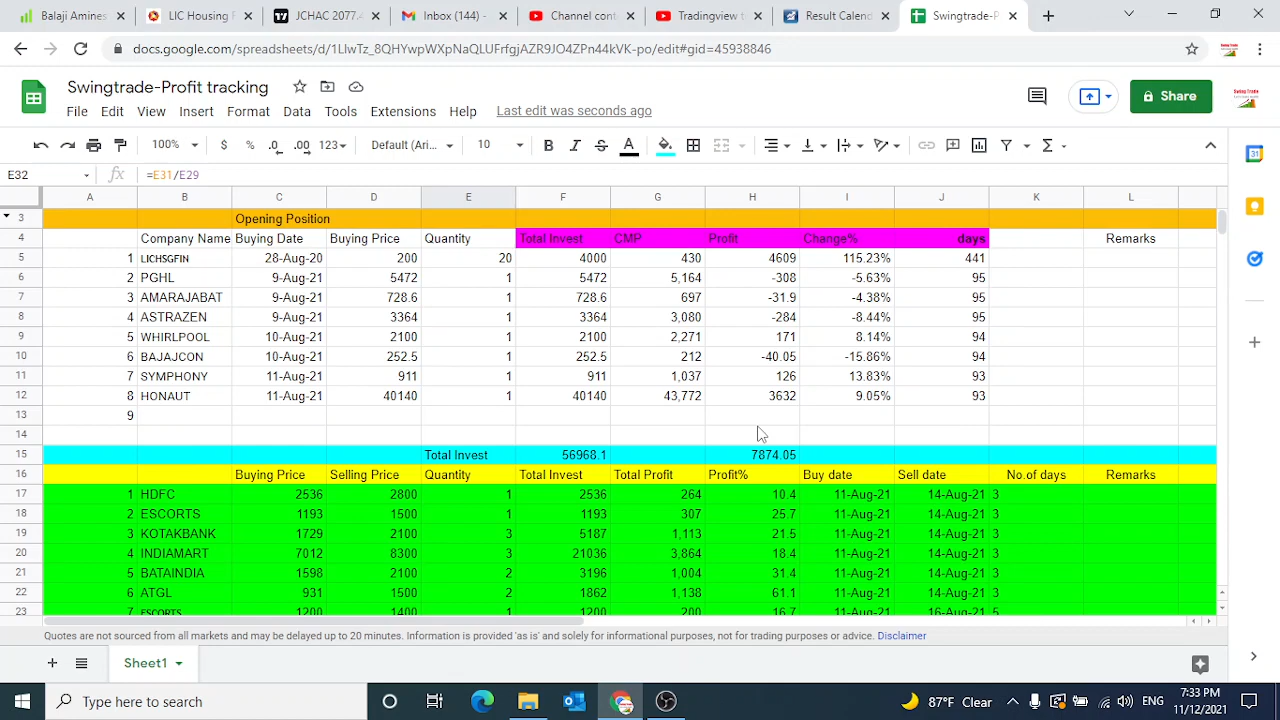 Balaji Amines
LIC Housing F
JCHAC 2077.
Inbox (144)
Channel cont
Tradingview t
Result Calend
Swingtrade-P
docs.google.com/spreadsheets/d/1LlwTz_8QHYwpWXpNaQLUFrfgjAZR9JO4ZPn44kVK-po/edit#gid=45938846
Swingtrade-Profit tracking
File Edit View Insert Format Data Tools Extensions Help Last edit was seconds ago
Share
100% $ % .0 .00 123 Default (Ari... 10 B I S A
E32 fx =E31/E29
A B C D E F G H I J K L
3 Opening Position
4 Company Name Buying Date Buying Price Quantity Total Invest CMP Profit Change% days Remarks
5 1 LICHSGFIN 28-Aug-20 200 20 4000 430 4609 115.23% 441
6 2 PGHL 9-Aug-21 5472 1 5472 5,164 -308 -5.63% 95
7 3 AMARAJABAT 9-Aug-21 728.6 1 728.6 697 -31.9 -4.38% 95
8 4 ASTRAZEN 9-Aug-21 3364 1 3364 3,080 -284 -8.44% 95
9 5 WHIRLPOOL 10-Aug-21 2100 1 2100 2,271 171 8.14% 94
10 6 BAJAJCON 10-Aug-21 252.5 1 252.5 212 -40.05 -15.86% 94
11 7 SYMPHONY 11-Aug-21 911 1 911 1,037 126 13.83% 93
12 8 HONAUT 11-Aug-21 40140 1 40140 43,772 3632 9.05% 93
13 9
14
15 Total Invest 56968.1 7874.05
16 Buying Price Selling Price Quantity Total Invest Total Profit Profit% Buy date Sell date No.of days Remarks
17 1 HDFC 2536 2800 1 2536 264 10.4 11-Aug-21 14-Aug-21 3
18 2 ESCORTS 1193 1500 1 1193 307 25.7 11-Aug-21 14-Aug-21 3
19 3 KOTAKBANK 1729 2100 3 5187 1,113 21.5 11-Aug-21 14-Aug-21 3
20 4 INDIAMART 7012 8300 3 21036 3,864 18.4 11-Aug-21 14-Aug-21 3
21 5 BATAINDIA 1598 2100 2 3196 1,004 31.4 11-Aug-21 14-Aug-21 3
22 6 ATGL 931 1500 2 1862 1,138 61.1 11-Aug-21 14-Aug-21 3
23 7 ESCORTS 1200 1400 1 1200 200 16.7 11-Aug-21 16-Aug-21 5
Quotes are not sourced from all markets and may be delayed up to 20 minutes. Information is provided 'as is' and solely for informational purposes, not for trading purposes or advice. Disclaimer
Sheet1
Type here to search
87°F Clear
ENG
7:33 PM
11/12/2021